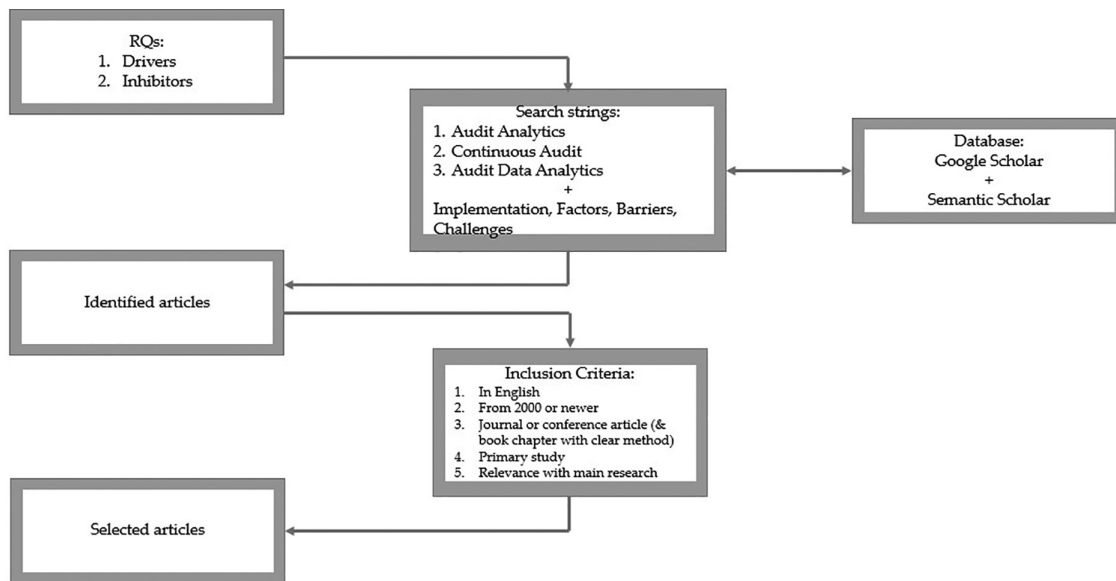 RQs:
1. Drivers
2. Inhibitors
Search strings:
1. Audit Analytics
2. Continuous Audit
3. Audit Data Analytics
+
Implementation, Factors, Barriers,
Challenges
Database:
Google Scholar
+
Semantic Scholar
Identified articles
Inclusion Criteria:
1. In English
2. From 2000 or newer
3. Journal or conference article (&
book chapter with clear method)
4. Primary study
5. Relevance with main research
Selected articles